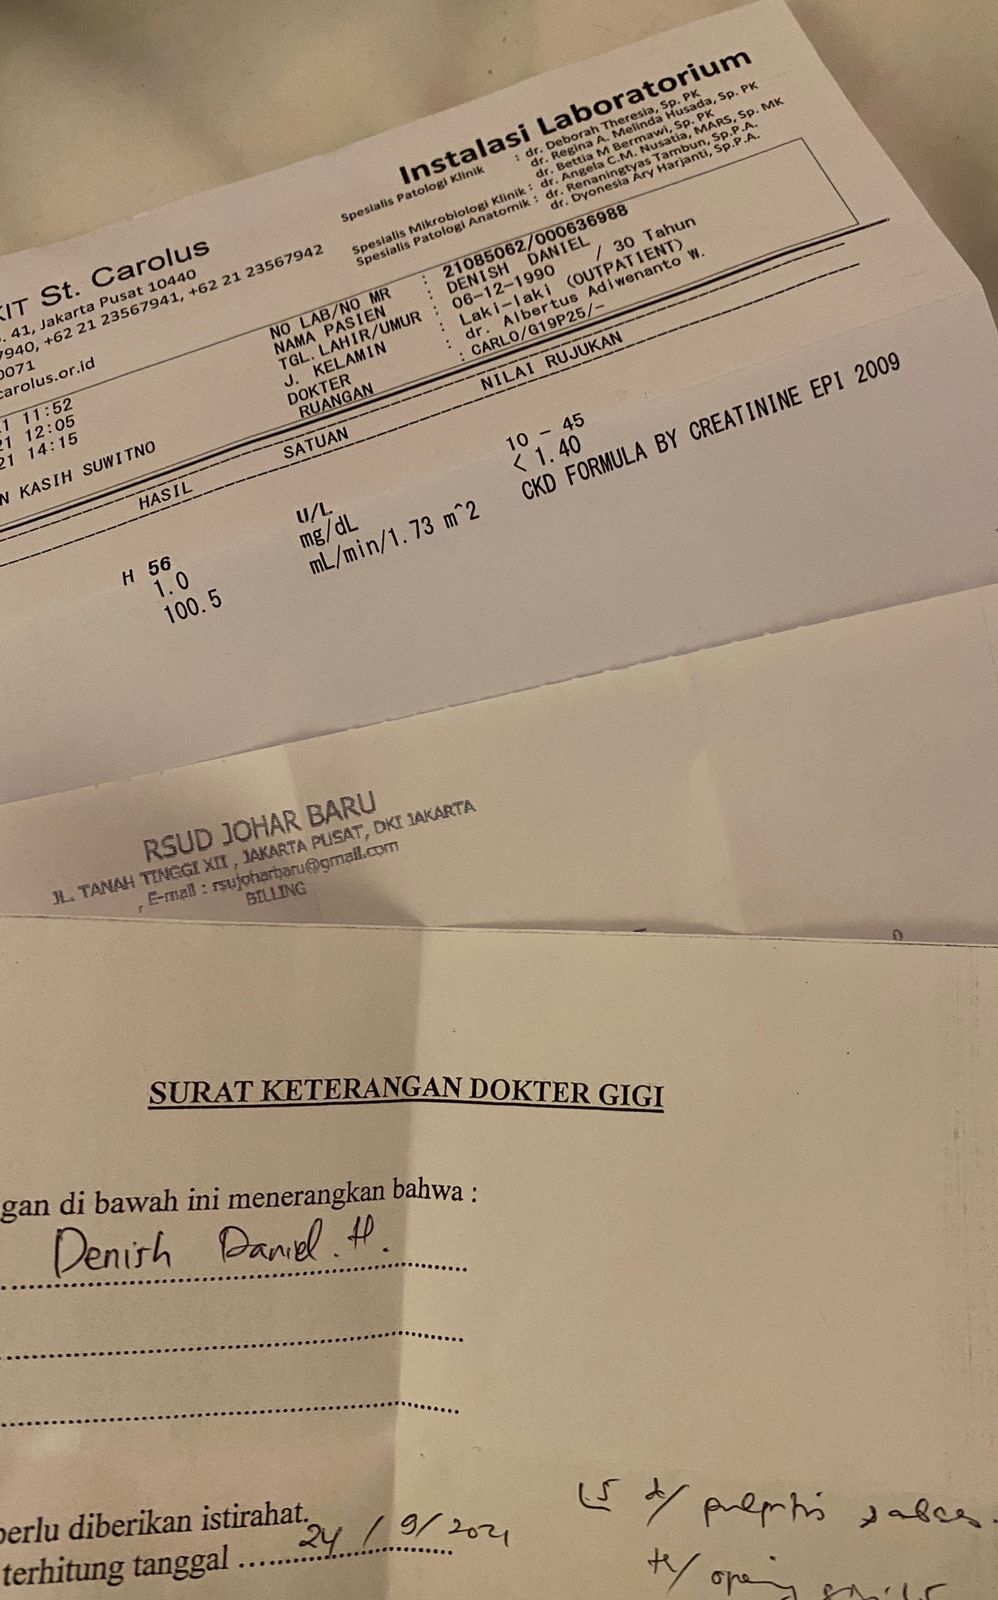 Instalasi Laboratorium
Spesialis Patologi Klinik : dr. Deborah Theresia, Sp. PK
dr. Regina A. Melinda Husada, Sp. PK
dr. Bettia M Bermawi, Sp. PK
Spesialis Mikrobiologi Klinik : dr. Angela C.M. Nusatia, MARS, Sp. MK
Spesialis Patologi Anatomik : dr. Renaningtyas Tambun, Sp.P.A.
dr. Dyonesia Ary Harjanti, Sp.P.A.
KIT St. Carolus
. 41, Jakarta Pusat 10440
7940, +62 21 23567941, +62 21 23567942
0071
carolus.or.id
NO LAB/NO MR : 21085062/000636988
NAMA PASIEN : DENISH DANIEL
TGL. LAHIR/UMUR : 06-12-1990 / 30 Tahun
J. KELAMIN : Laki-laki (OUTPATIENT)
DOKTER : dr. Albertus Adiwenanto W.
RUANGAN : CARLO/G19P25/-
1 11:52
21 12:05
21 14:15
N KASIH SUWITNO
HASIL SATUAN NILAI RUJUKAN
H 56 U/L 10 - 45
1.0 mg/dL < 1.40
100.5 mL/min/1.73 m^2 CKD FORMULA BY CREATININE EPI 2009
RSUD JOHAR BARU
JL. TANAH TINGGI XII , JAKARTA PUSAT, DKI JAKARTA
, E-mail : rsujoharbaru@gmail.com
BILLING
SURAT KETERANGAN DOKTER GIGI
gan di bawah ini menerangkan bahwa :
Denish Daniel . H.
perlu diberikan istirahat.
terhitung tanggal 24 / 9/2021
pulpitis